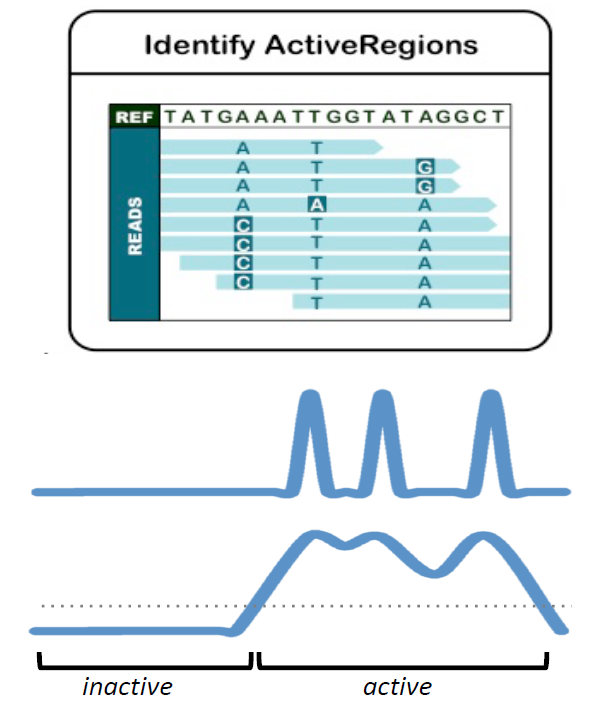 Identify ActiveRegions
REF TATGAAATTGGTATAGGCT
READS
A T
A T G
A T G
A A A
C T A
C T A
C T A
C T A
T A
inactive active